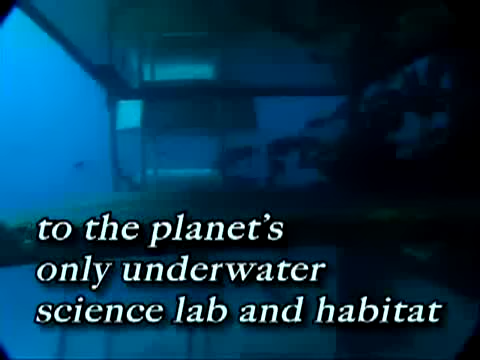 to the planet's
only underwater
science lab and habitat